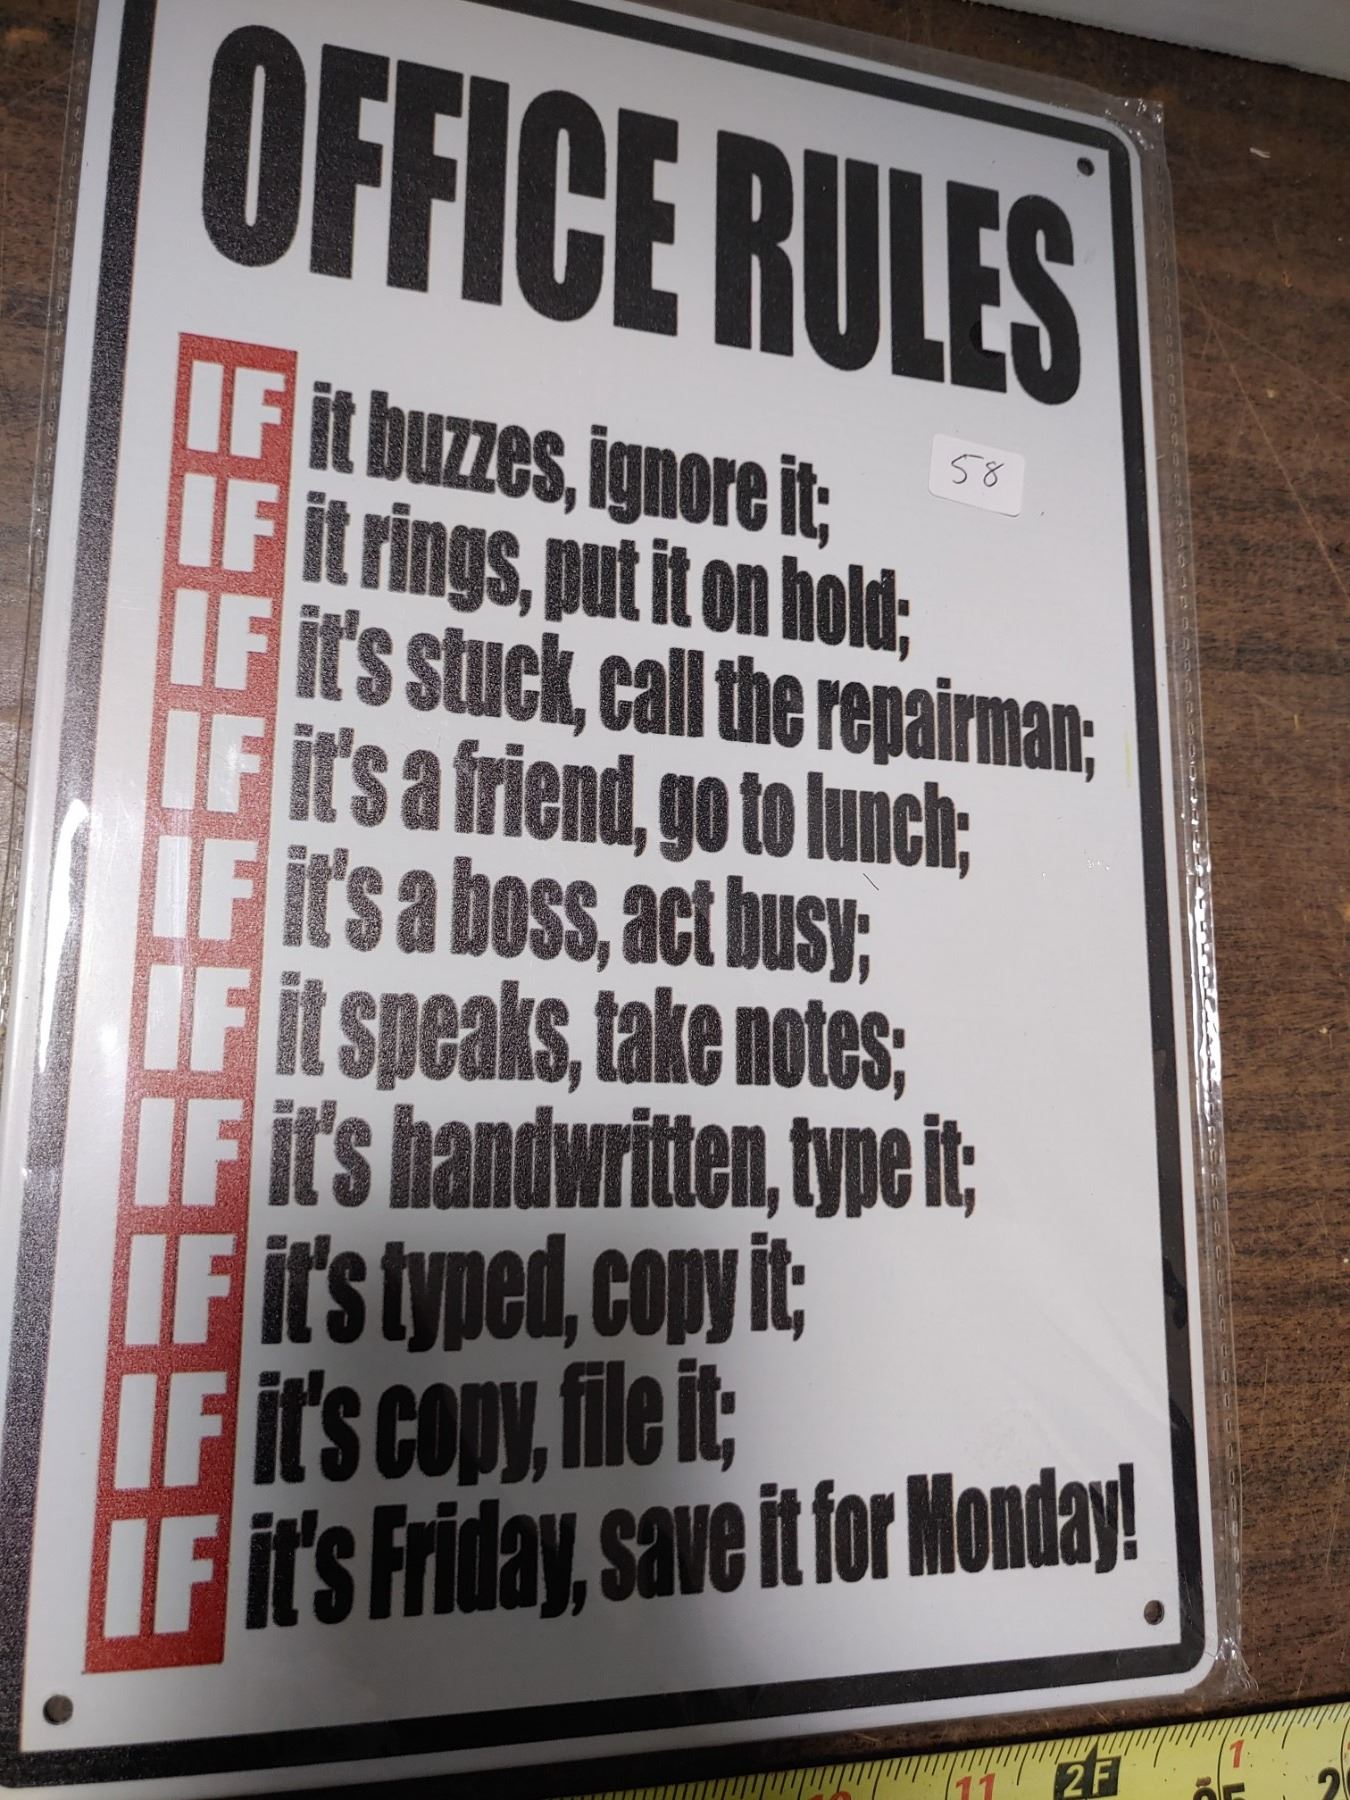 OFFICE RULES
58
IF it buzzes, ignore it;
IF it rings, put it on hold;
IF it's stuck, call the repairman;
IF it's a friend, go to lunch;
IF it's a boss, act busy;
IF it speaks, take notes;
IF it's handwritten, type it;
IF it's typed, copy it;
IF it's copy, file it;
IF it's Friday, save it for Monday!
11 2F 1